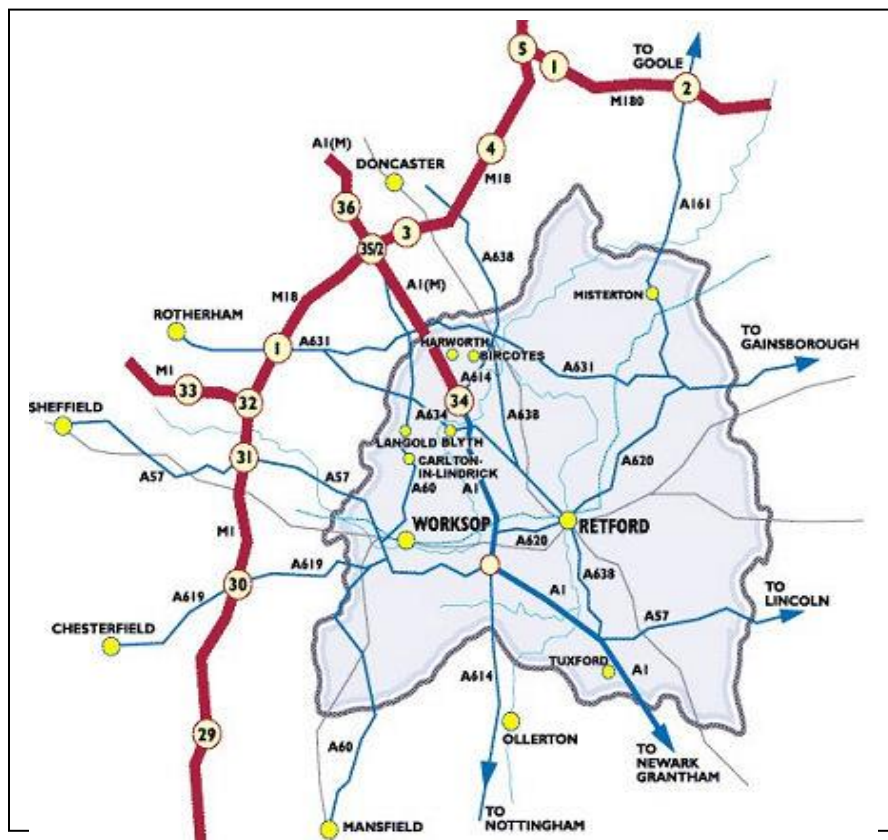 TO
GOOLE
5
1
2
M180
A1(M)
4
DONCASTER
M18
36
A161
3
35/2
A638
A1(M)
M18
MISTERTON
ROTHERHAM
TO
GAINSBOROUGH
1
A631
HARWORTH
BIRCOTES
A631
M1
A614
33
32
34
SHEFFIELD
A634
A638
LANGOLD
BLYTH
31
CARLTON-
IN-LINDRICK
A620
A57
A57
A60
A1
WORKSOP
RETFORD
M1
A620
A619
A638
30
A619
A1
TO
LINCOLN
A57
CHESTERFIELD
TUXFORD
A614
A1
29
OLLERTON
A60
TO
NEWARK
GRANTHAM
TO
NOTTINGHAM
MANSFIELD